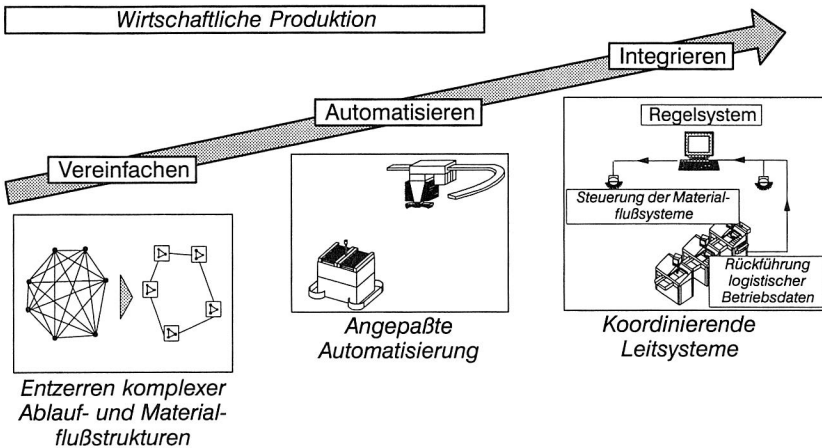 Wirtschaftliche Produktion
Integrieren
Automatisieren
Vereinfachen
Regelsystem
Steuerung der Material-
flußsysteme
Rückführung
logistischer
Betriebsdaten
Entzerren komplexer
Ablauf- und Material-
flußstrukturen
Angepaßte
Automatisierung
Koordinierende
Leitsysteme